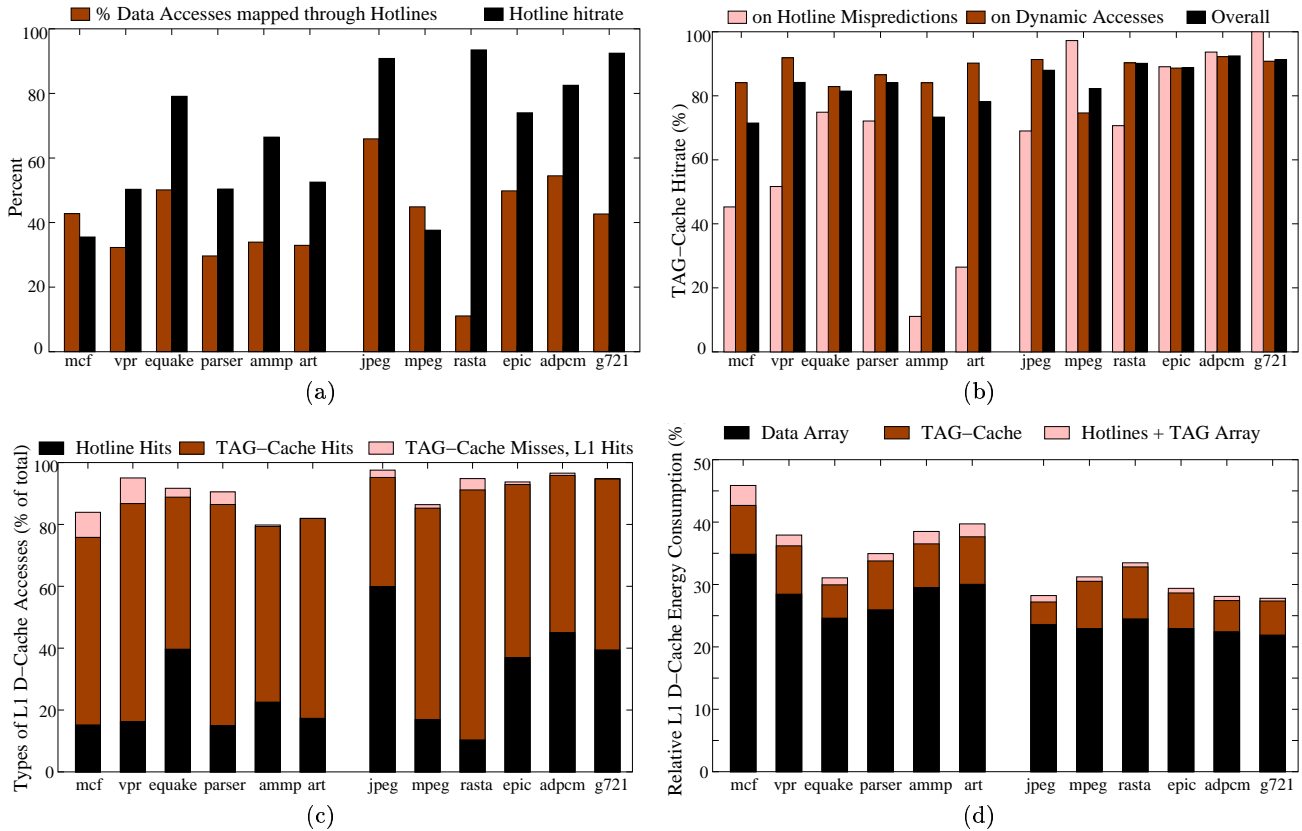 % Data Accesses mapped through Hotlines Hotline hitrate
Percent
100
80
60
40
20
0
mcf vpr equake parser ammp art jpeg mpeg rasta epic adpcm g721
(a)
on Hotline Mispredictions on Dynamic Accesses Overall
TAG−Cache Hitrate (%)
100
80
60
40
20
0
mcf vpr equake parser ammp art jpeg mpeg rasta epic adpcm g721
(b)
Hotline Hits TAG−Cache Hits TAG−Cache Misses, L1 Hits
Types of L1 D−Cache Accesses (% of total)
100
80
60
40
20
0
mcf vpr equake parser ammp art jpeg mpeg rasta epic adpcm g721
(c)
Data Array TAG−Cache Hotlines + TAG Array
Relative L1 D−Cache Energy Consumption (%
50
40
30
20
10
0
mcf vpr equake parser ammp art jpeg mpeg rasta epic adpcm g721
(d)